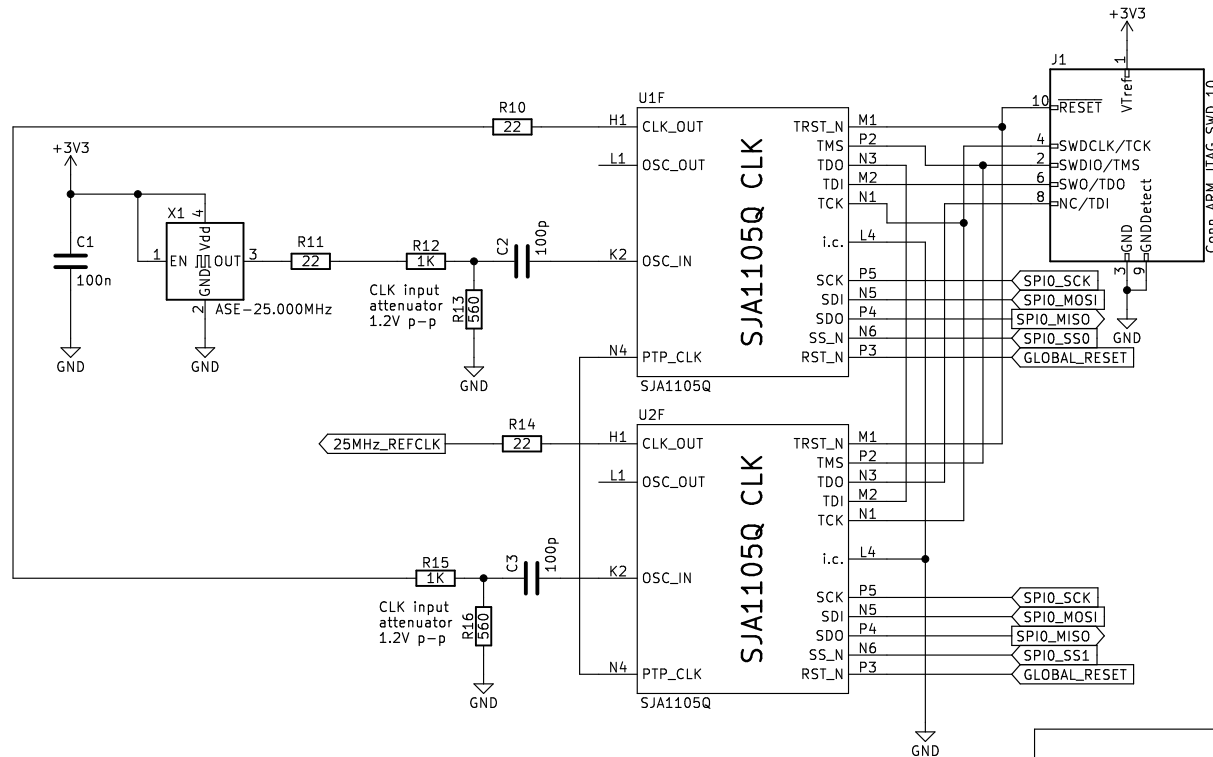 +3V3
J1
1
VTref
10 RESET
4 SWDCLK/TCK
2 SWDIO/TMS
6 SWO/TDO
8 NC/TDI
GND
GNDDetect
3
9
GND
Conn_ARM_JTAG_SWD_10
U1F
R10
22
H1 CLK_OUT
L1 OSC_OUT
K2 OSC_IN
N4 PTP_CLK
SJA1105Q CLK
TRST_N M1
TMS P2
TDO N3
TDI M2
TCK N1
i.c. L4
SCK P5
SDI N5
SDO P4
SS_N N6
RST_N P3
SPI0_SCK
SPI0_MOSI
SPI0_MISO
SPI0_SS0
GLOBAL_RESET
SJA1105Q
+3V3
C1
100n
GND
X1
4
Vdd
1
EN
OUT
3
GND
2
ASE-25.000MHz
GND
R11
22
R12
1K
C2
100p
CLK input
attenuator
1.2V p-p
R13
560
GND
U2F
25MHz_REFCLK
R14
22
H1 CLK_OUT
L1 OSC_OUT
K2 OSC_IN
N4 PTP_CLK
SJA1105Q CLK
TRST_N M1
TMS P2
TDO N3
TDI M2
TCK N1
i.c. L4
SCK P5
SDI N5
SDO P4
SS_N N6
RST_N P3
SPI0_SCK
SPI0_MOSI
SPI0_MISO
SPI0_SS1
GLOBAL_RESET
SJA1105Q
R15
1K
C3
100p
CLK input
attenuator
1.2V p-p
R16
560
GND
GND